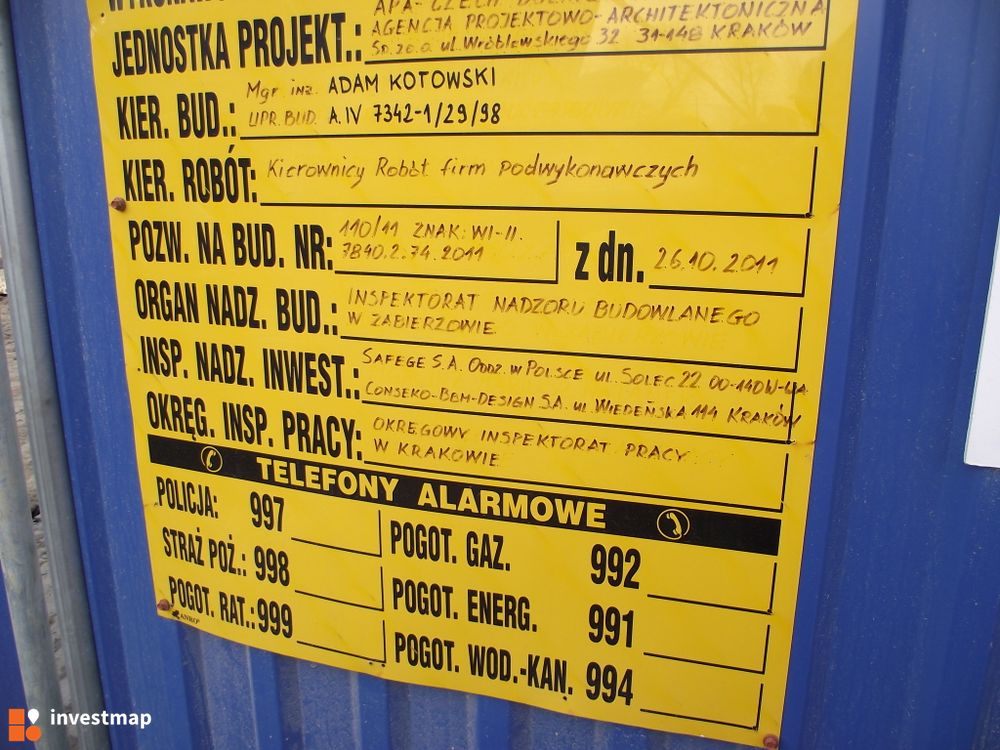 JEDNOSTKA PROJEKT.:
AGENCJA PROJEKTOWO-ARCHITEKTONICZNA
Sp. zo.o ul. Wróblewskiego 32 31-148 KRAKÓW
KIER. BUD.:
Mgr inż. ADAM KOTOWSKI
UPR. BUD. A.IV 7342-1/29/98
KIER. ROBÓT:
Kierownicy Robót firm podwykonawczych
POZW. NA BUD. NR:
110/11 ZNAK: WI-II.
7840.2.74.2011
z dn. 26.10.2011
ORGAN NADZ. BUD.:
INSPEKTORAT NADZORU BUDOWLANEGO
W ZABIERZOWIE
INSP. NADZ. INWEST.:
SAFEGE S.A. ODDZ. W POLSCE UL. SOLEC 22 00-140 W-WA
CONSEKO-BBM-DESIGN S.A. UL. WIEDEŃSKA 114 KRAKÓW
OKRĘG. INSP. PRACY:
OKRĘGOWY INSPEKTORAT PRACY
W KRAKOWIE
TELEFONY ALARMOWE
POLICJA: 997
STRAŻ POŻ.: 998
POGOT. RAT.: 999
POGOT. GAZ. 992
POGOT. ENERG. 991
POGOT. WOD.-KAN. 994
investmap